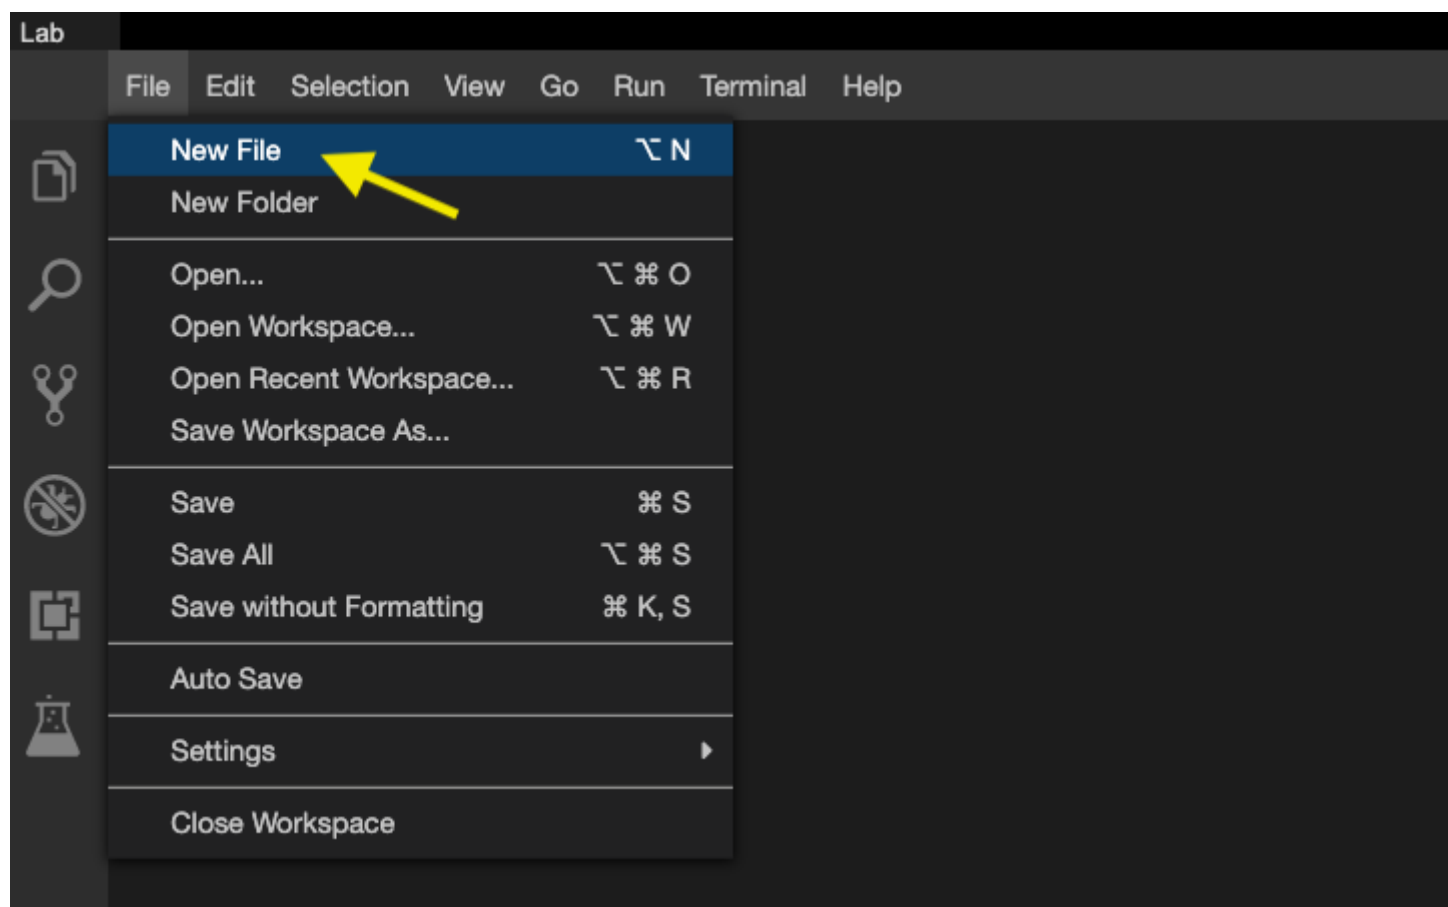 Lab
File Edit Selection View Go Run Terminal Help
New File ⌥ N
New Folder
Open... ⌥ ⌘ O
Open Workspace... ⌥ ⌘ W
Open Recent Workspace... ⌥ ⌘ R
Save Workspace As...
Save ⌘ S
Save All ⌥ ⌘ S
Save without Formatting ⌘ K, S
Auto Save
Settings
Close Workspace